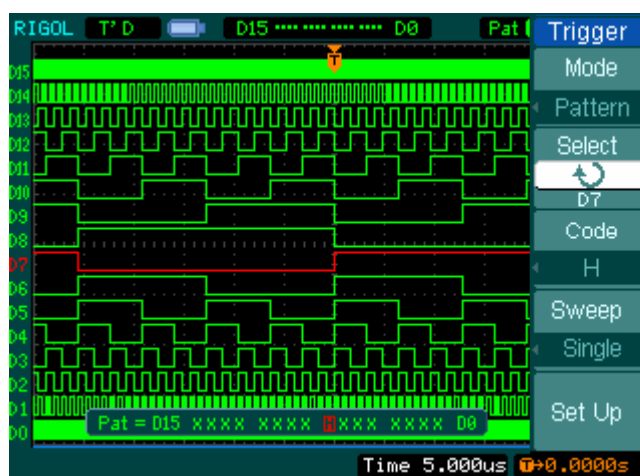 RIGOL T'D D15 ···· ···· ···· ···· D0 Pat
Trigger
Mode
Pattern
Select
D7
Code
H
Sweep
Single
Set Up
T
D15
D14
D13
D12
D11
D10
D9
D8
D7
D6
D5
D4
D3
D2
D1
D0
Pat = D15 XXXX XXXX HXXX XXXX D0
Time 5.000us T→0.0000s